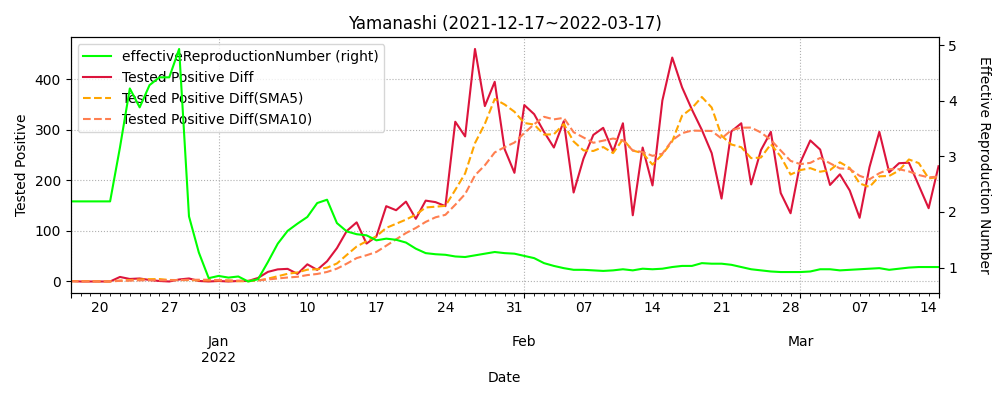 Yamanashi (2021-12-17~2022-03-17)
effectiveReproductionNumber (right)
Tested Positive Diff
Tested Positive Diff(SMA5)
Tested Positive Diff(SMA10)
Tested Positive
400
300
200
100
0
5
4
3
2
1
Effective Reproduction Number
20 27 03 10 17 24 31 07 14 21 28 07 14
Jan Feb Mar
2022
Date